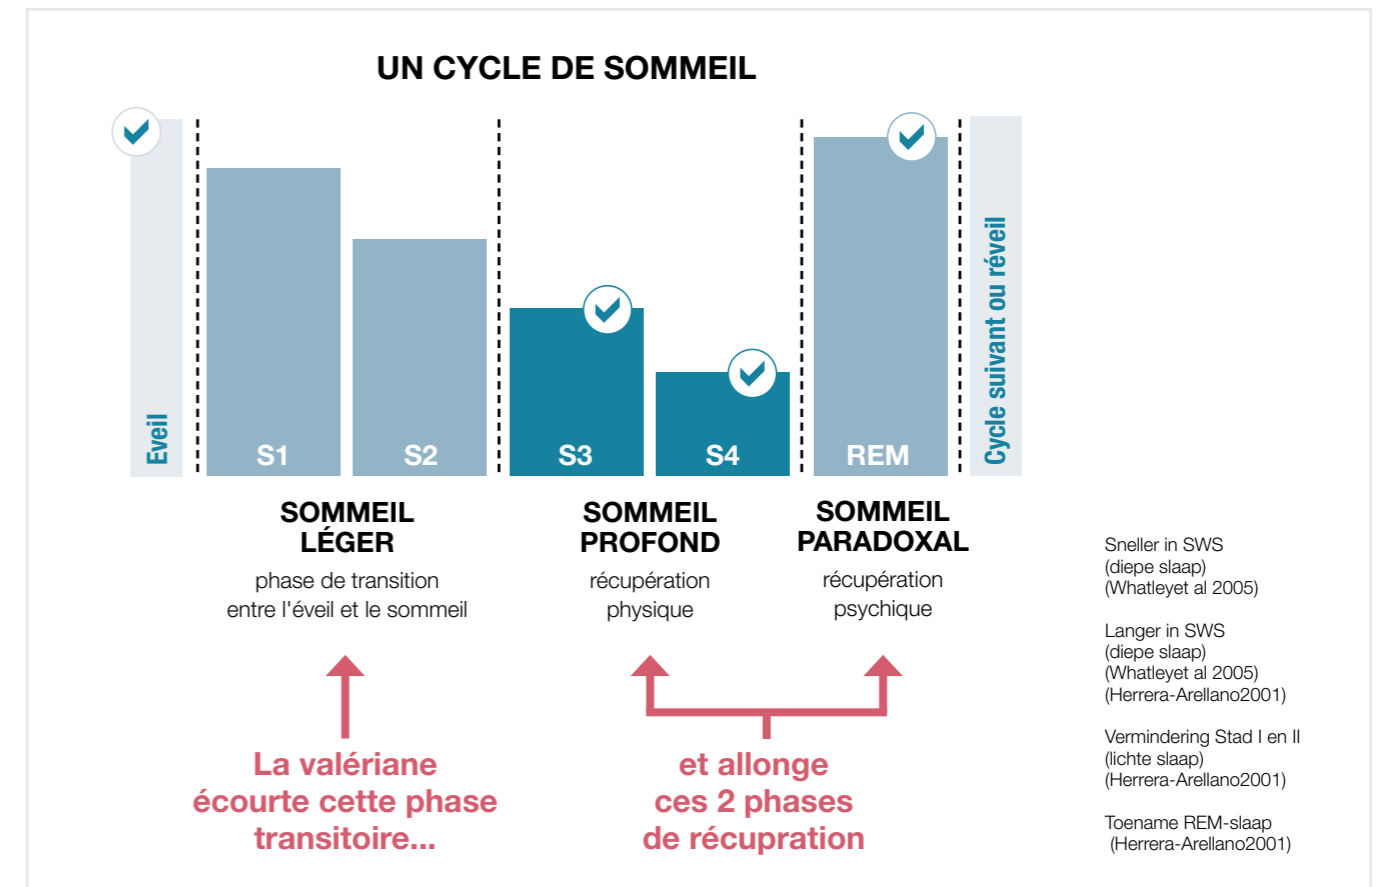 UN CYCLE DE SOMMEIL
Eveil
S1
S2
S3
S4
REM
Cycle suivant ou réveil
SOMMEIL
LÉGER
phase de transition
entre l'éveil et le sommeil
SOMMEIL
PROFOND
récupération
physique
SOMMEIL
PARADOXAL
récupération
psychique
La valériane
écourte cette phase
transitoire...
et allonge
ces 2 phases
de récupration
Sneller in SWS
(diepe slaap)
(Whatleyet al 2005)
Langer in SWS
(diepe slaap)
(Whatleyet al 2005)
(Herrera-Arellano2001)
Vermindering Stad I en II
(lichte slaap)
(Herrera-Arellano2001)
Toename REM-slaap
(Herrera-Arellano2001)